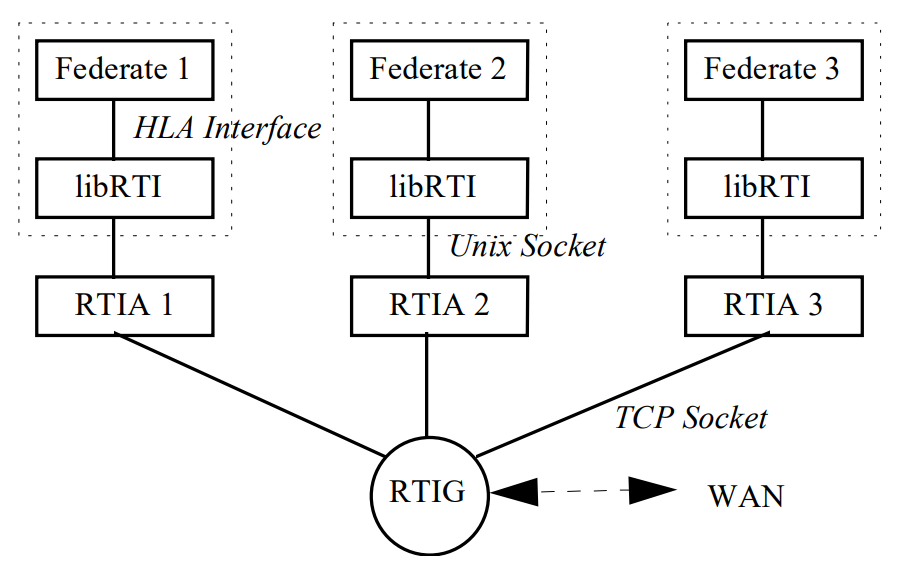 Federate 1
Federate 2
Federate 3
HLA Interface
libRTI
libRTI
libRTI
Unix Socket
RTIA 1
RTIA 2
RTIA 3
TCP Socket
RTIG
WAN